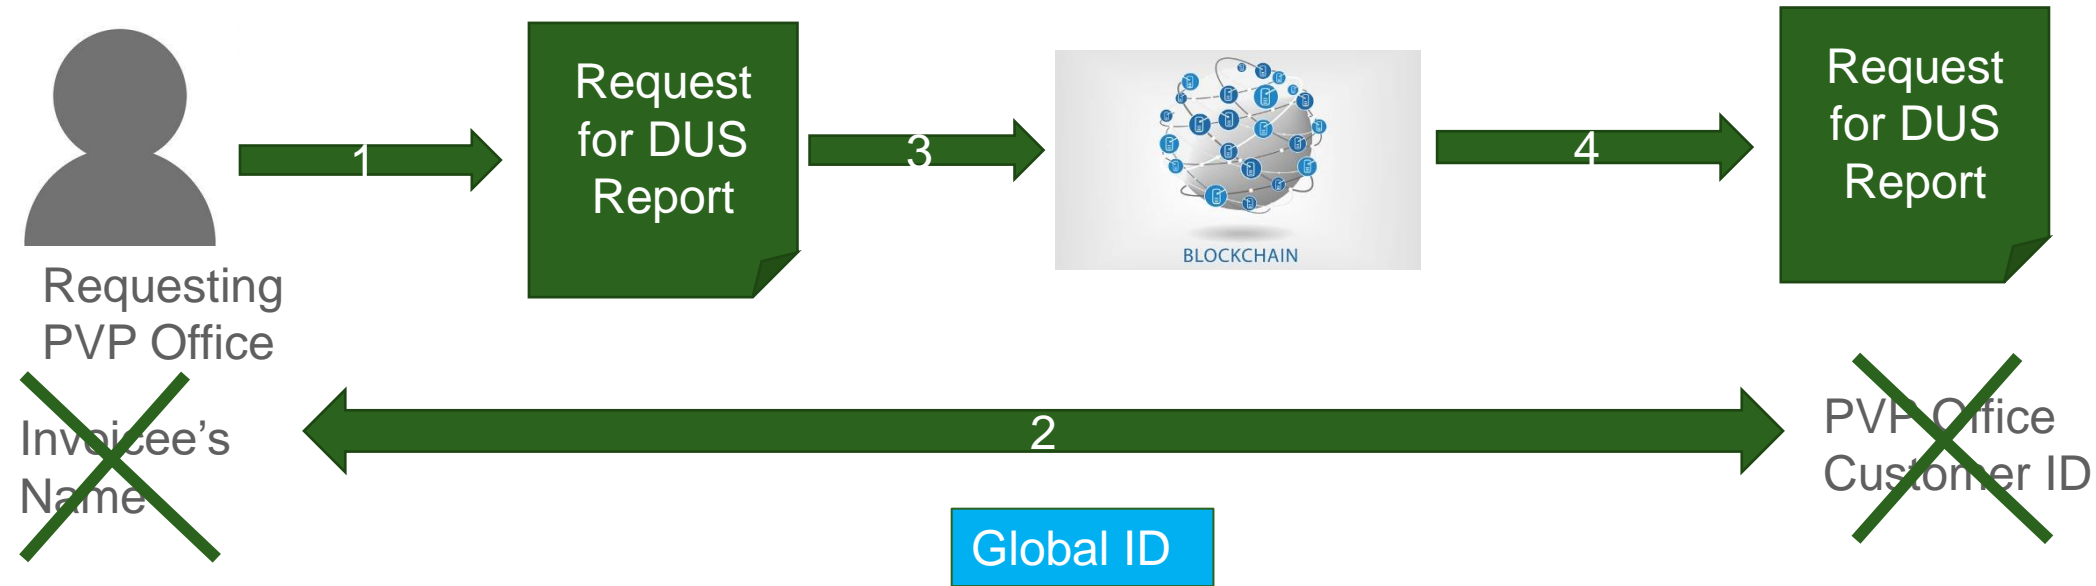 Request
for DUS
Report
Request
for DUS
Report
1
3
4
BLOCKCHAIN
Requesting
PVP Office
Invoicee’s
Name
2
PVP Office
Customer ID
Global ID